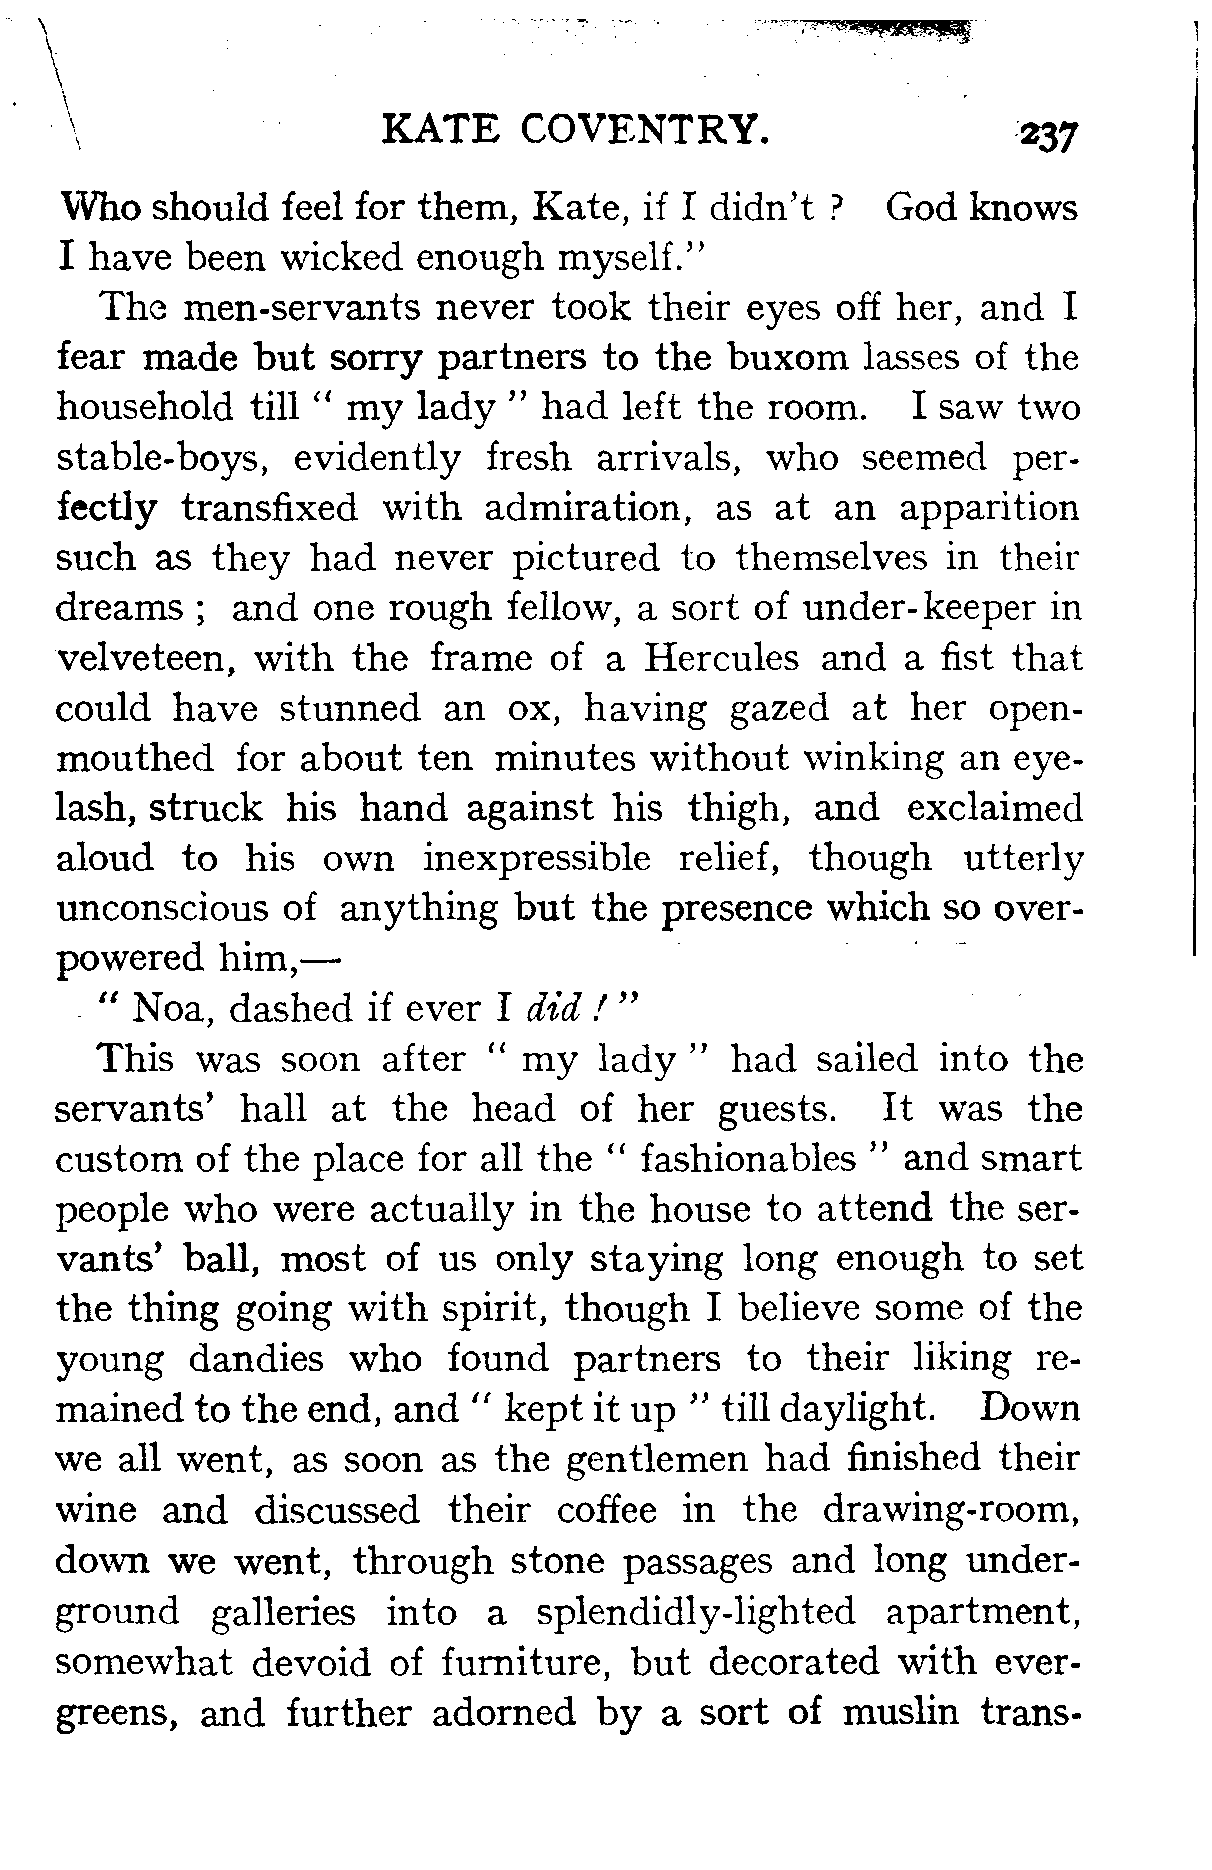 KATE COVENTRY. 237
Who should feel for them, Kate, if I didn't ? God knows
I have been wicked enough myself."
The men-servants never took their eyes off her, and I
fear made but sorry partners to the buxom lasses of the
household till " my lady " had left the room. I saw two
stable-boys, evidently fresh arrivals, who seemed per-
fectly transfixed with admiration, as at an apparition
such as they had never pictured to themselves in their
dreams ; and one rough fellow, a sort of under-keeper in
velveteen, with the frame of a Hercules and a fist that
could have stunned an ox, having gazed at her open-
mouthed for about ten minutes without winking an eye-
lash, struck his hand against his thigh, and exclaimed
aloud to his own inexpressible relief, though utterly
unconscious of anything but the presence which so over-
powered him,—
" Noa, dashed if ever I did ! "
This was soon after " my lady " had sailed into the
servants' hall at the head of her guests. It was the
custom of the place for all the " fashionables " and smart
people who were actually in the house to attend the ser-
vants' ball, most of us only staying long enough to set
the thing going with spirit, though I believe some of the
young dandies who found partners to their liking re-
mained to the end, and " kept it up " till daylight. Down
we all went, as soon as the gentlemen had finished their
wine and discussed their coffee in the drawing-room,
down we went, through stone passages and long under-
ground galleries into a splendidly-lighted apartment,
somewhat devoid of furniture, but decorated with ever-
greens, and further adorned by a sort of muslin trans-